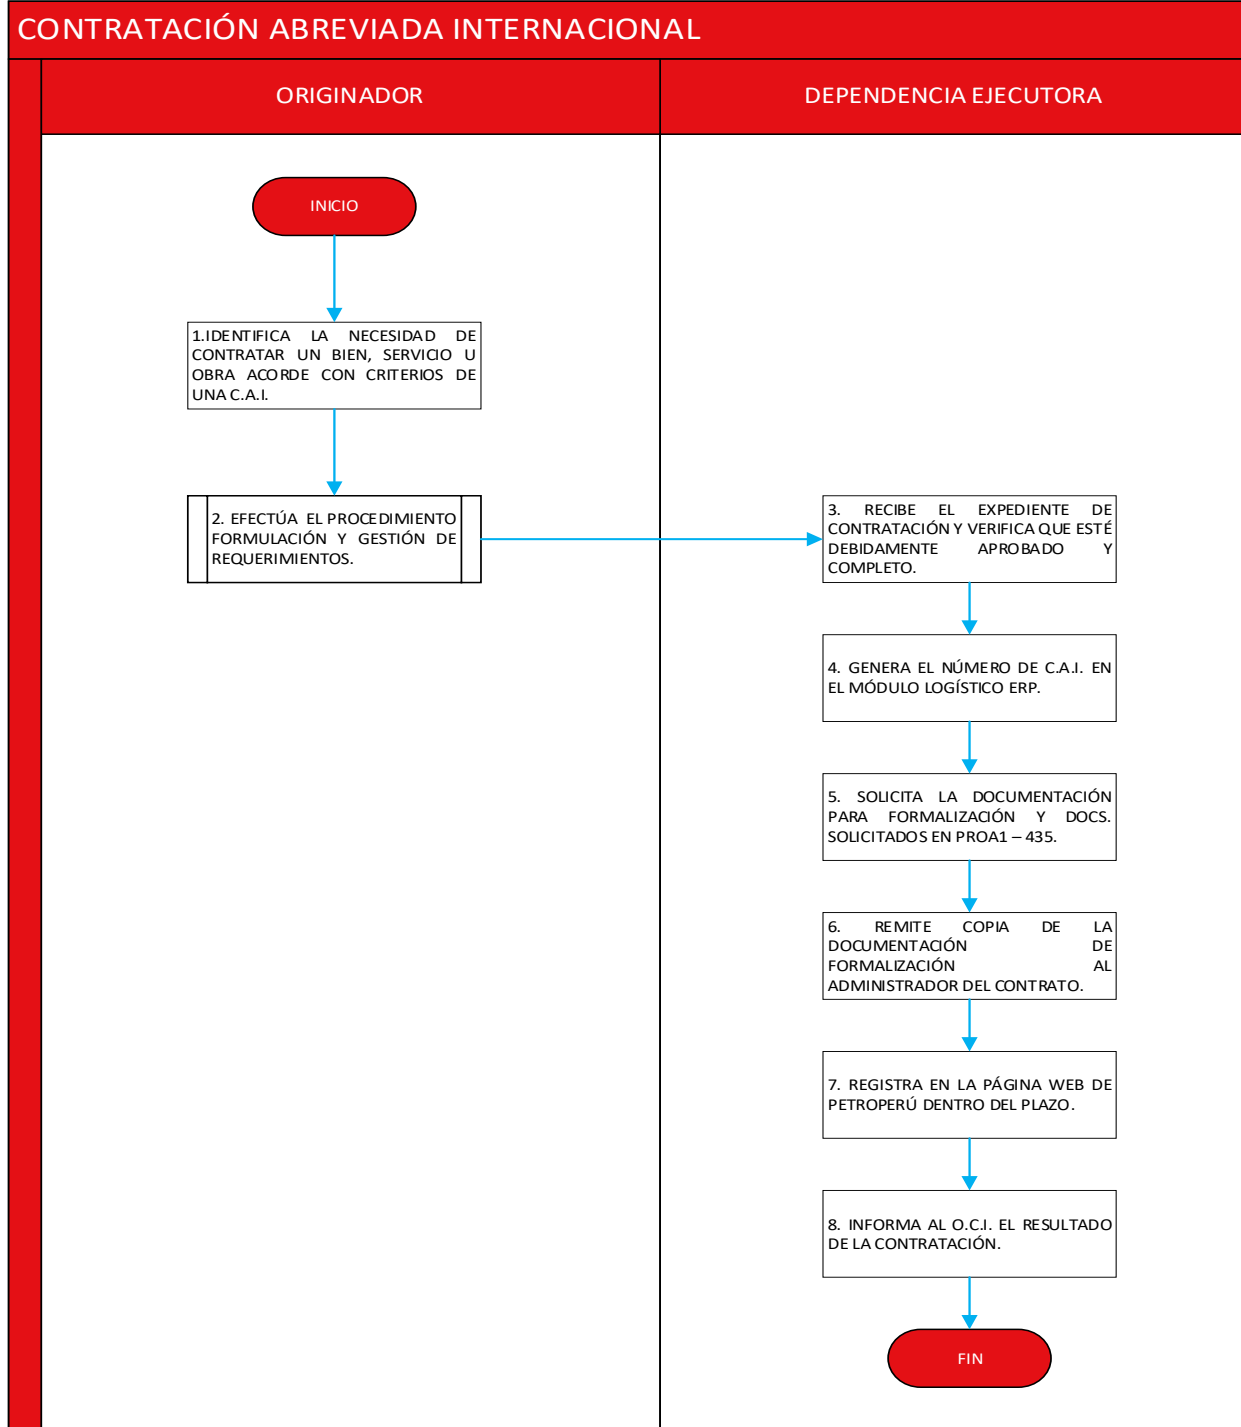 CONTRATACIÓN ABREVIADA INTERNACIONAL
ORIGINADOR
DEPENDENCIA EJECUTORA
INICIO
1.IDENTIFICA LA NECESIDAD DE
CONTRATAR UN BIEN, SERVICIO U
OBRA ACORDE CON CRITERIOS DE
UNA C.A.I.
2. EFECTÚA EL PROCEDIMIENTO
FORMULACIÓN Y GESTIÓN DE
REQUERIMIENTOS.
3. RECIBE EL EXPEDIENTE DE
CONTRATACIÓN Y VERIFICA QUE ESTÉ
DEBIDAMENTE APROBADO Y
COMPLETO.
4. GENERA EL NÚMERO DE C.A.I. EN
EL MÓDULO LOGÍSTICO ERP.
5. SOLICITA LA DOCUMENTACIÓN
PARA FORMALIZACIÓN Y DOCS.
SOLICITADOS EN PROA1 – 435.
6. REMITE COPIA DE LA
DOCUMENTACIÓN DE
FORMALIZACIÓN AL
ADMINISTRADOR DEL CONTRATO.
7. REGISTRA EN LA PÁGINA WEB DE
PETROPERÚ DENTRO DEL PLAZO.
8. INFORMA AL O.C.I. EL RESULTADO
DE LA CONTRATACIÓN.
FIN